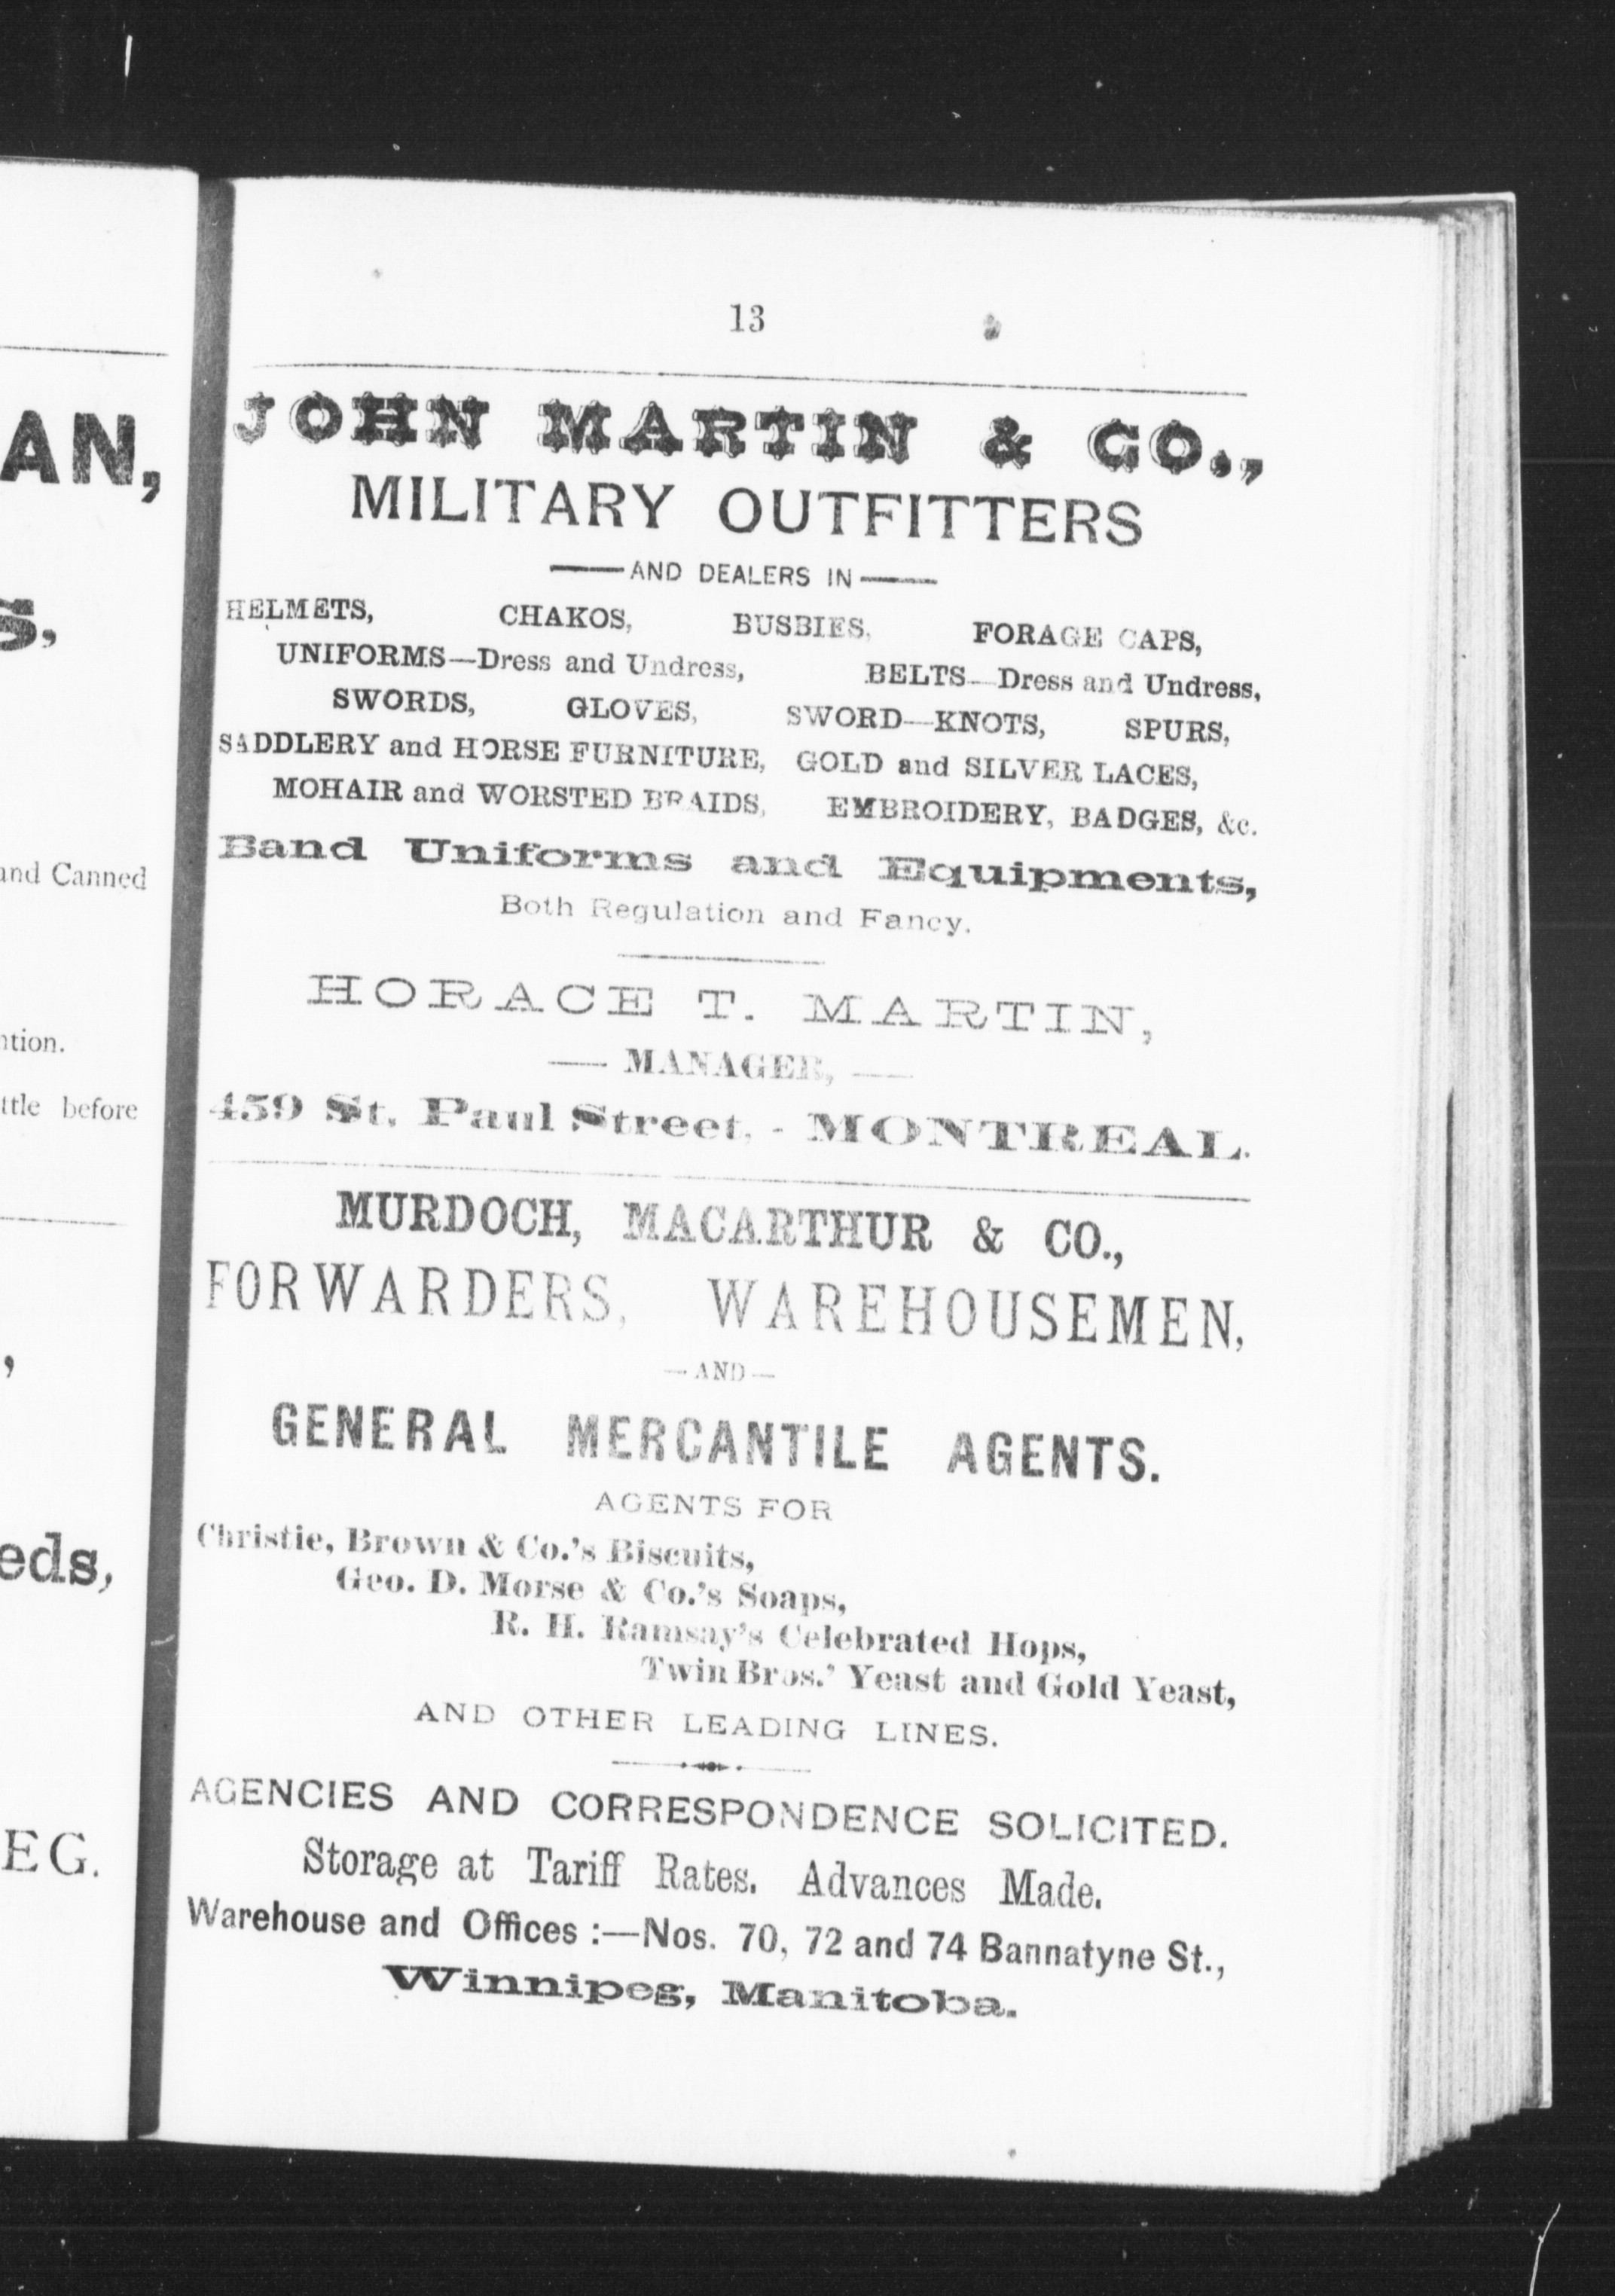 13
JOHN MARTIN & CO.,
MILITARY OUTFITTERS
——AND DEALERS IN——
HELMETS, CHAKOS, BUSBIES, FORAGE CAPS,
UNIFORMS—Dress and Undress, BELTS—Dress and Undress,
SWORDS, GLOVES, SWORD—KNOTS, SPURS,
SADDLERY and HORSE FURNITURE, GOLD and SILVER LACES,
MOHAIR and WORSTED BRAIDS, EMBROIDERY, BADGES, &c.
Band Uniforms and Equipments,
Both Regulation and Fancy.
HORACE T. MARTIN,
— MANAGER, —
459 St. Paul Street, - MONTREAL.
MURDOCH, MACARTHUR & CO.,
FORWARDERS, WAREHOUSEMEN,
—AND—
GENERAL MERCANTILE AGENTS.
AGENTS FOR
Christie, Brown & Co.'s Biscuits,
Geo. D. Morse & Co.'s Soaps,
R. H. Ramsay's Celebrated Hops,
Twin Bros.' Yeast and Gold Yeast,
AND OTHER LEADING LINES.
AGENCIES AND CORRESPONDENCE SOLICITED.
Storage at Tariff Rates. Advances Made.
Warehouse and Offices :—Nos. 70, 72 and 74 Bannatyne St.,
Winnipeg, Manitoba.
AN,
S,
and Canned
ntion.
ttle before
,
eds,
EG.